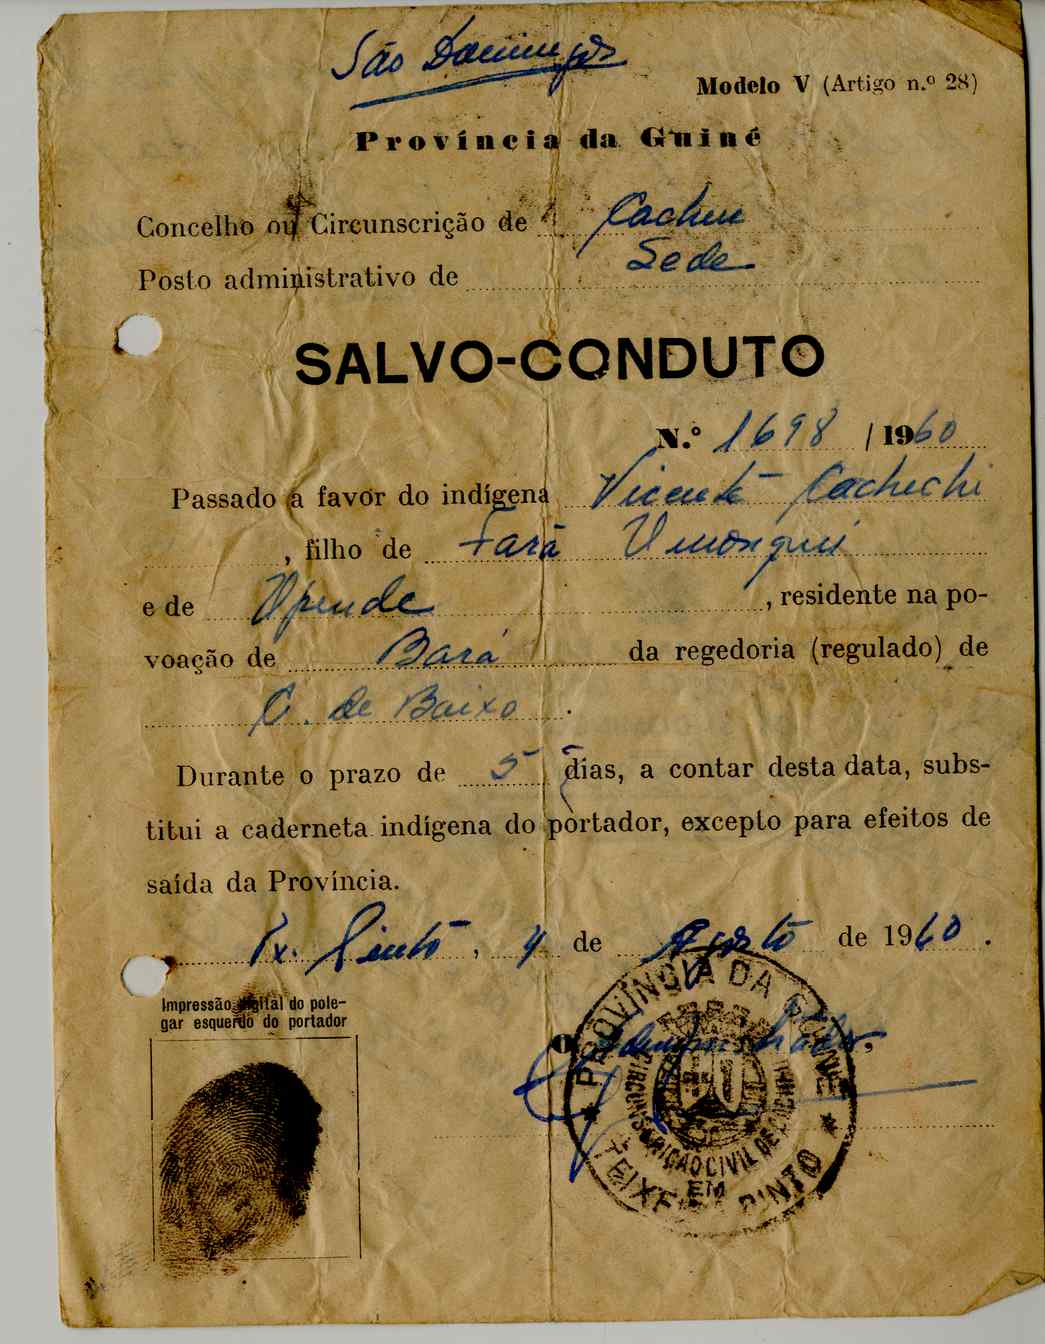 São Domingos
Modelo V (Artigo n.º 28)
Província da Guiné
Concelho ou Circunscrição de Cacheu
Posto administrativo de Sede
SALVO-CONDUTO
N.º 1698 / 1960
Passado a favor do indígena Vicente Cachechi
, filho de Fará
e de Upende , residente na po-
voação de Bará da regedoria (regulado) de
C. de Baixo .
Durante o prazo de 5 dias, a contar desta data, subs-
titui a caderneta indígena do portador, excepto para efeitos de
saída da Província.
Tx. Pinto , 4 de Agosto de 1960 .
Impressão digital do pole-
gar esquerdo do portador
O Administrador,
PROVÍNCIA DA GUINÉ
CIRCUNSCRIÇÃO CIVIL DE CACHEU
EM
TEIXEIRA PINTO